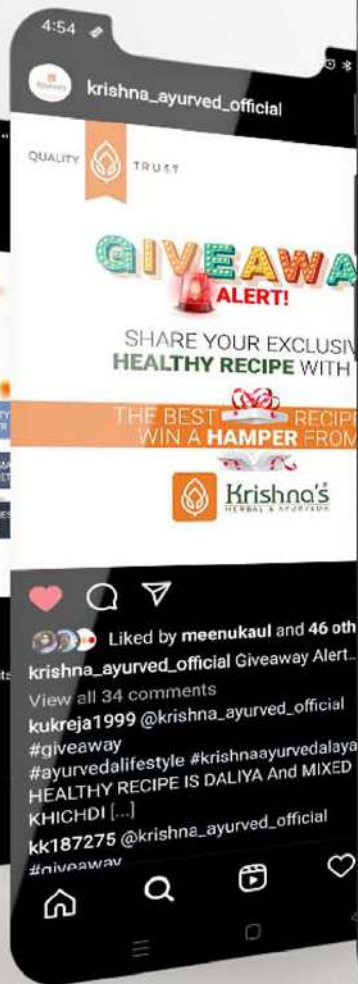 4:54
krishna_ayurved_official
QUALITY
TRUST
GIVEAWA
ALERT!
SHARE YOUR EXCLUSIV
HEALTHY RECIPE WITH
THE BEST RECIP
WIN A HAMPER FROM
Krishna's
HERBAL & AYURVEDA
Liked by meenukaul and 46 oth
krishna_ayurved_official Giveaway Alert...
View all 34 comments
kukreja1999 @krishna_ayurved_official
#giveaway
#ayurvedalifestyle #krishnaayurvedalaya
HEALTHY RECIPE IS DALIYA And MIXED
KHICHDI [...]
kk187275 @krishna_ayurved_official
#giveaway